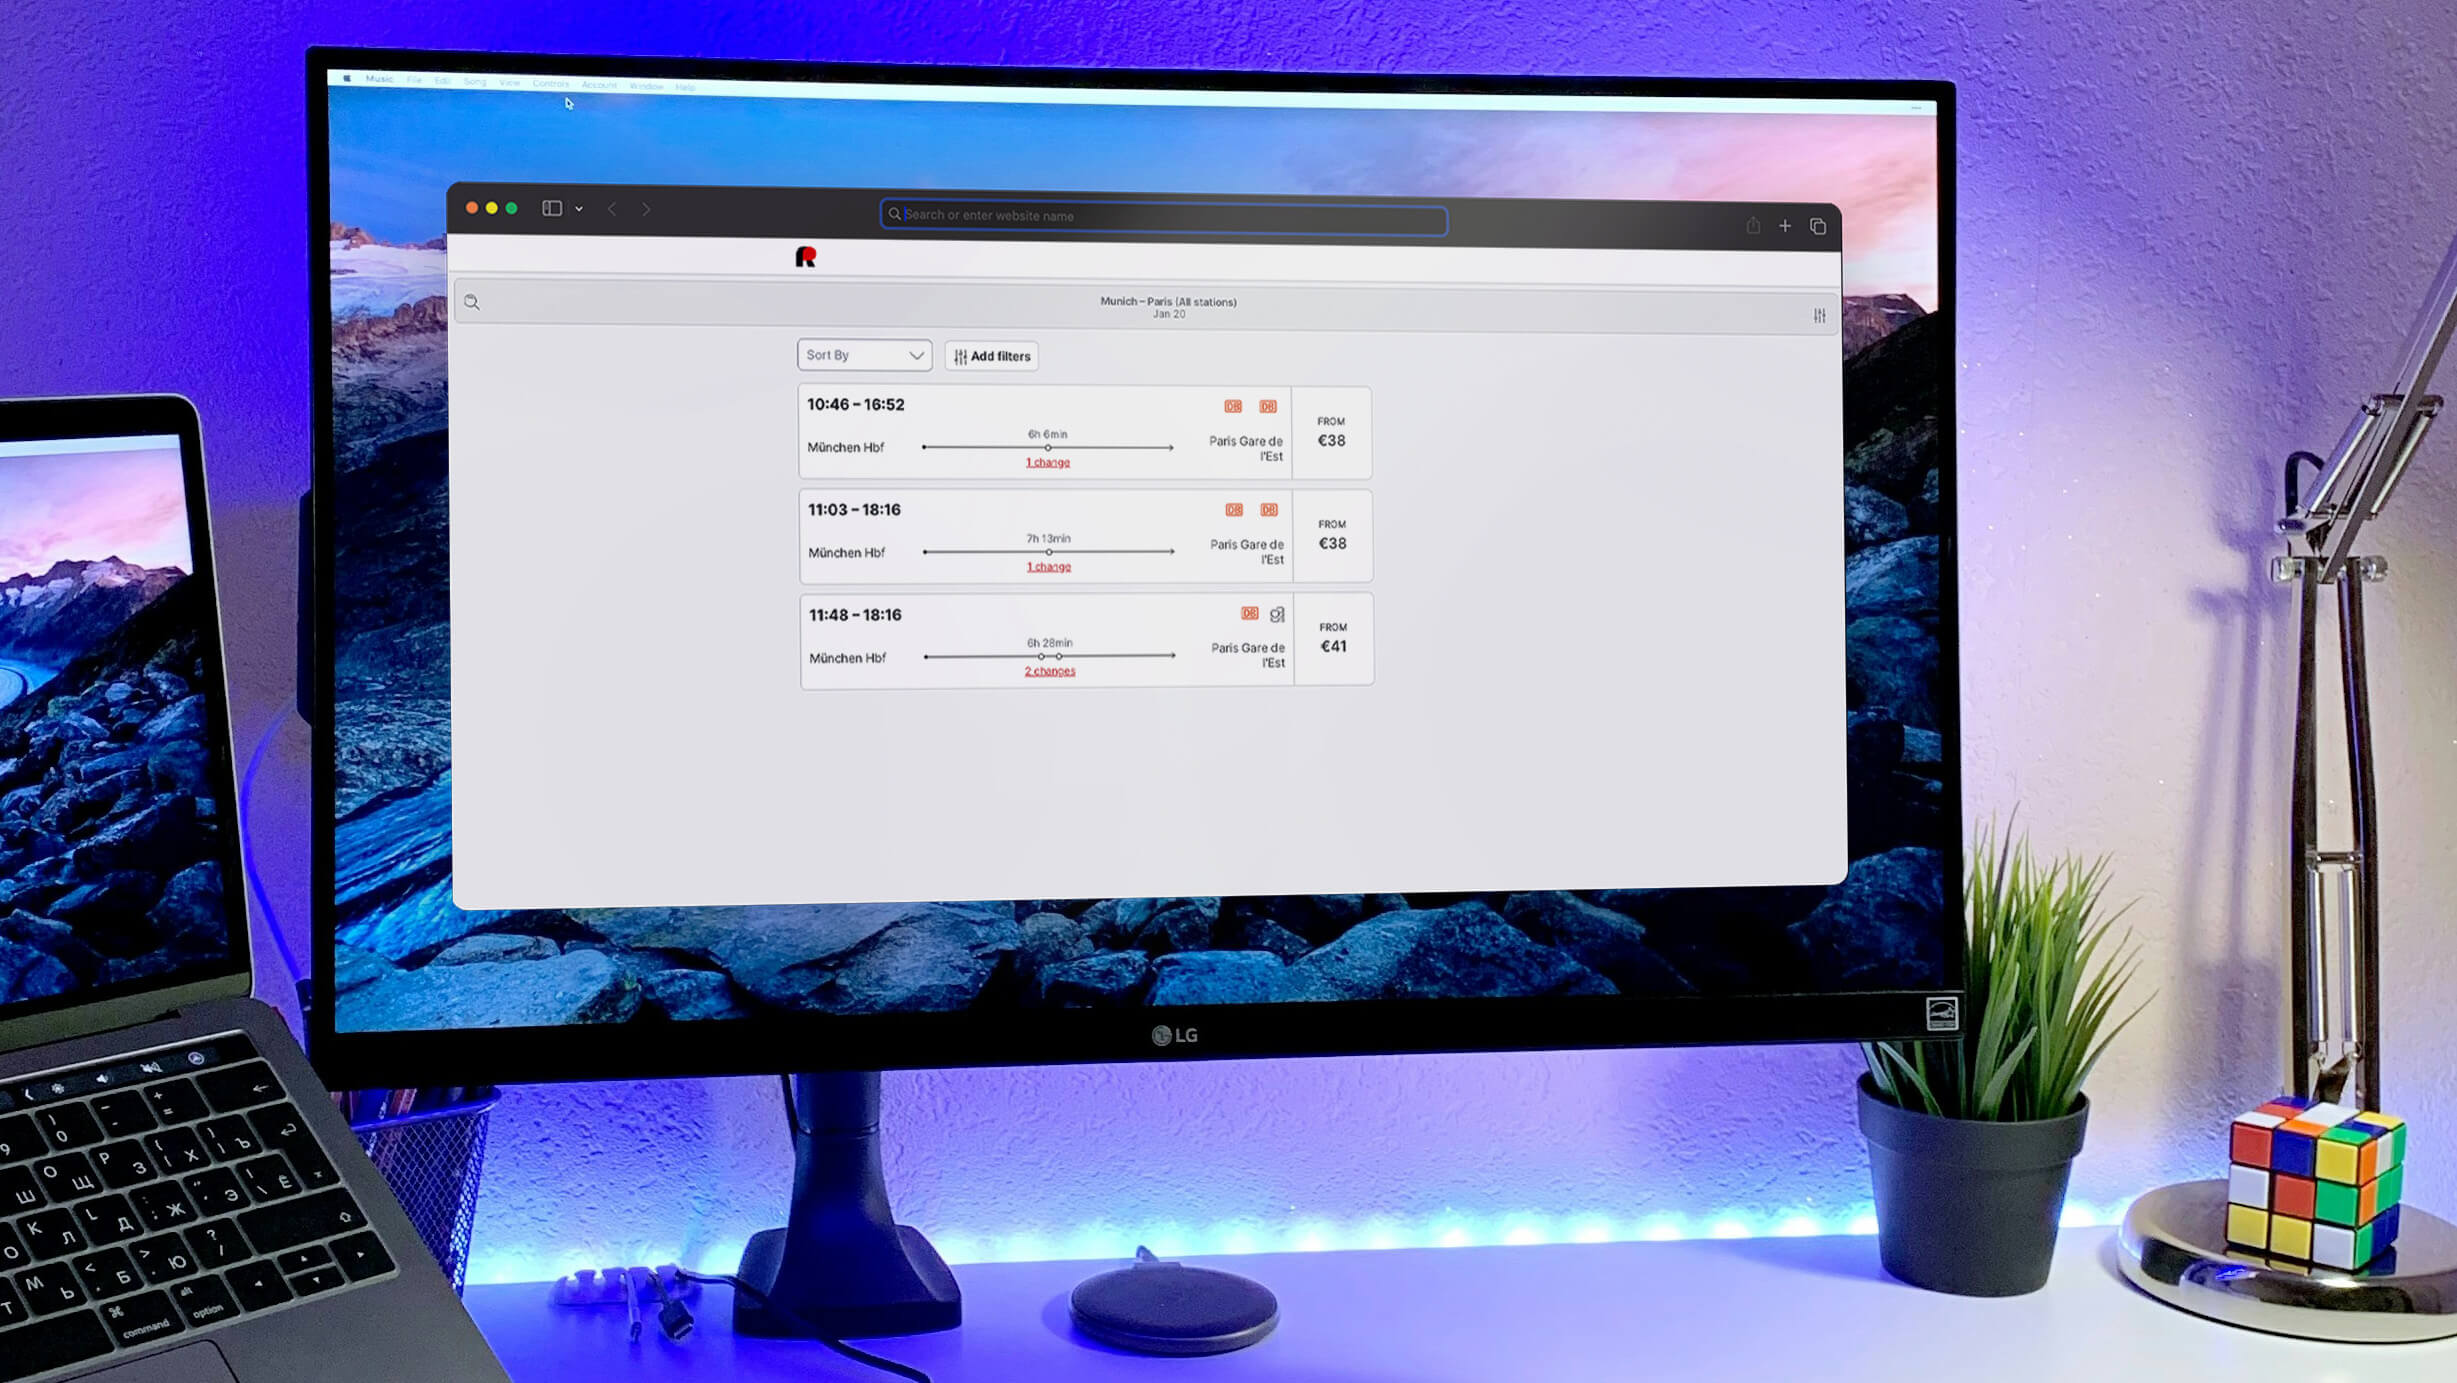 Music File Edit Song View Controls Account Window Help
Search or enter website name
Munich – Paris (All stations)
Jan 20
Sort By
Add filters
10:46 – 16:52
DB DB
6h 6min
München Hbf
1 change
Paris Gare de
l'Est
FROM
€38
11:03 – 18:16
DB DB
7h 13min
München Hbf
1 change
Paris Gare de
l'Est
FROM
€38
11:48 – 18:16
DB
6h 28min
München Hbf
2 changes
Paris Gare de
l'Est
FROM
€41
LG
9
) 0
_ -
+ =
Ш
O Щ
P З
{ [ Х
} ] Ъ
О
K Л
L Д
: ; Ж
" ' Э
| \ Ё
Т
M Ь
< , Б
> . Ю
? /
⌘ command
alt option